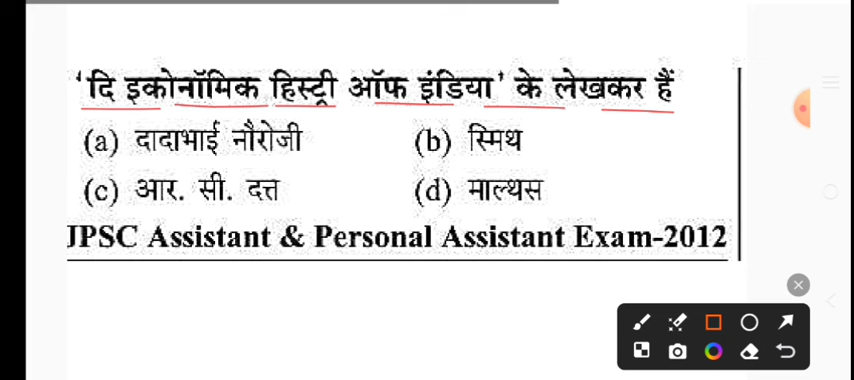 'दि इकोनॉमिक हिस्ट्री ऑफ इंडिया' के लेखकर हैं
(a) दादाभाई नौरोजी (b) स्मिथ
(c) आर. सी. दत्त (d) माल्थस
JPSC Assistant & Personal Assistant Exam-2012